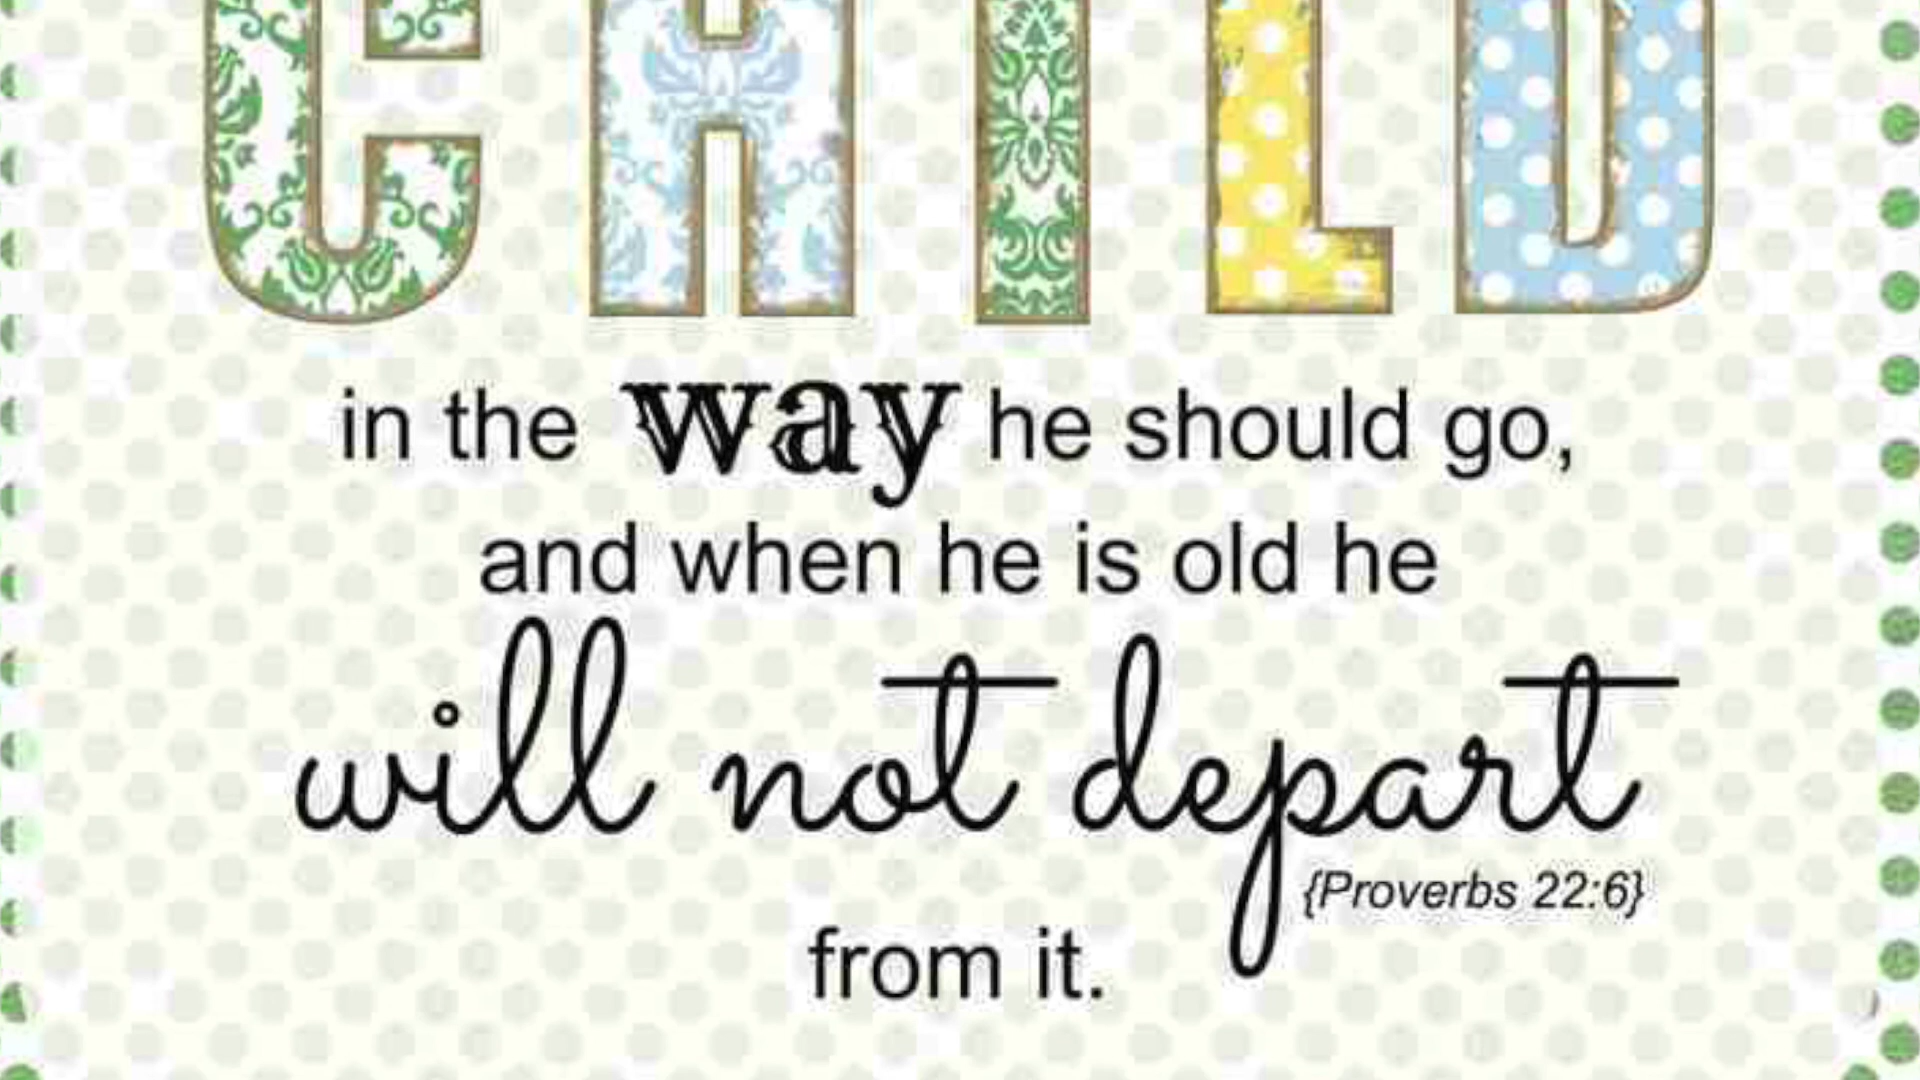 CHILD
in the way he should go,
and when he is old he
will not depart
{Proverbs 22:6}
from it.